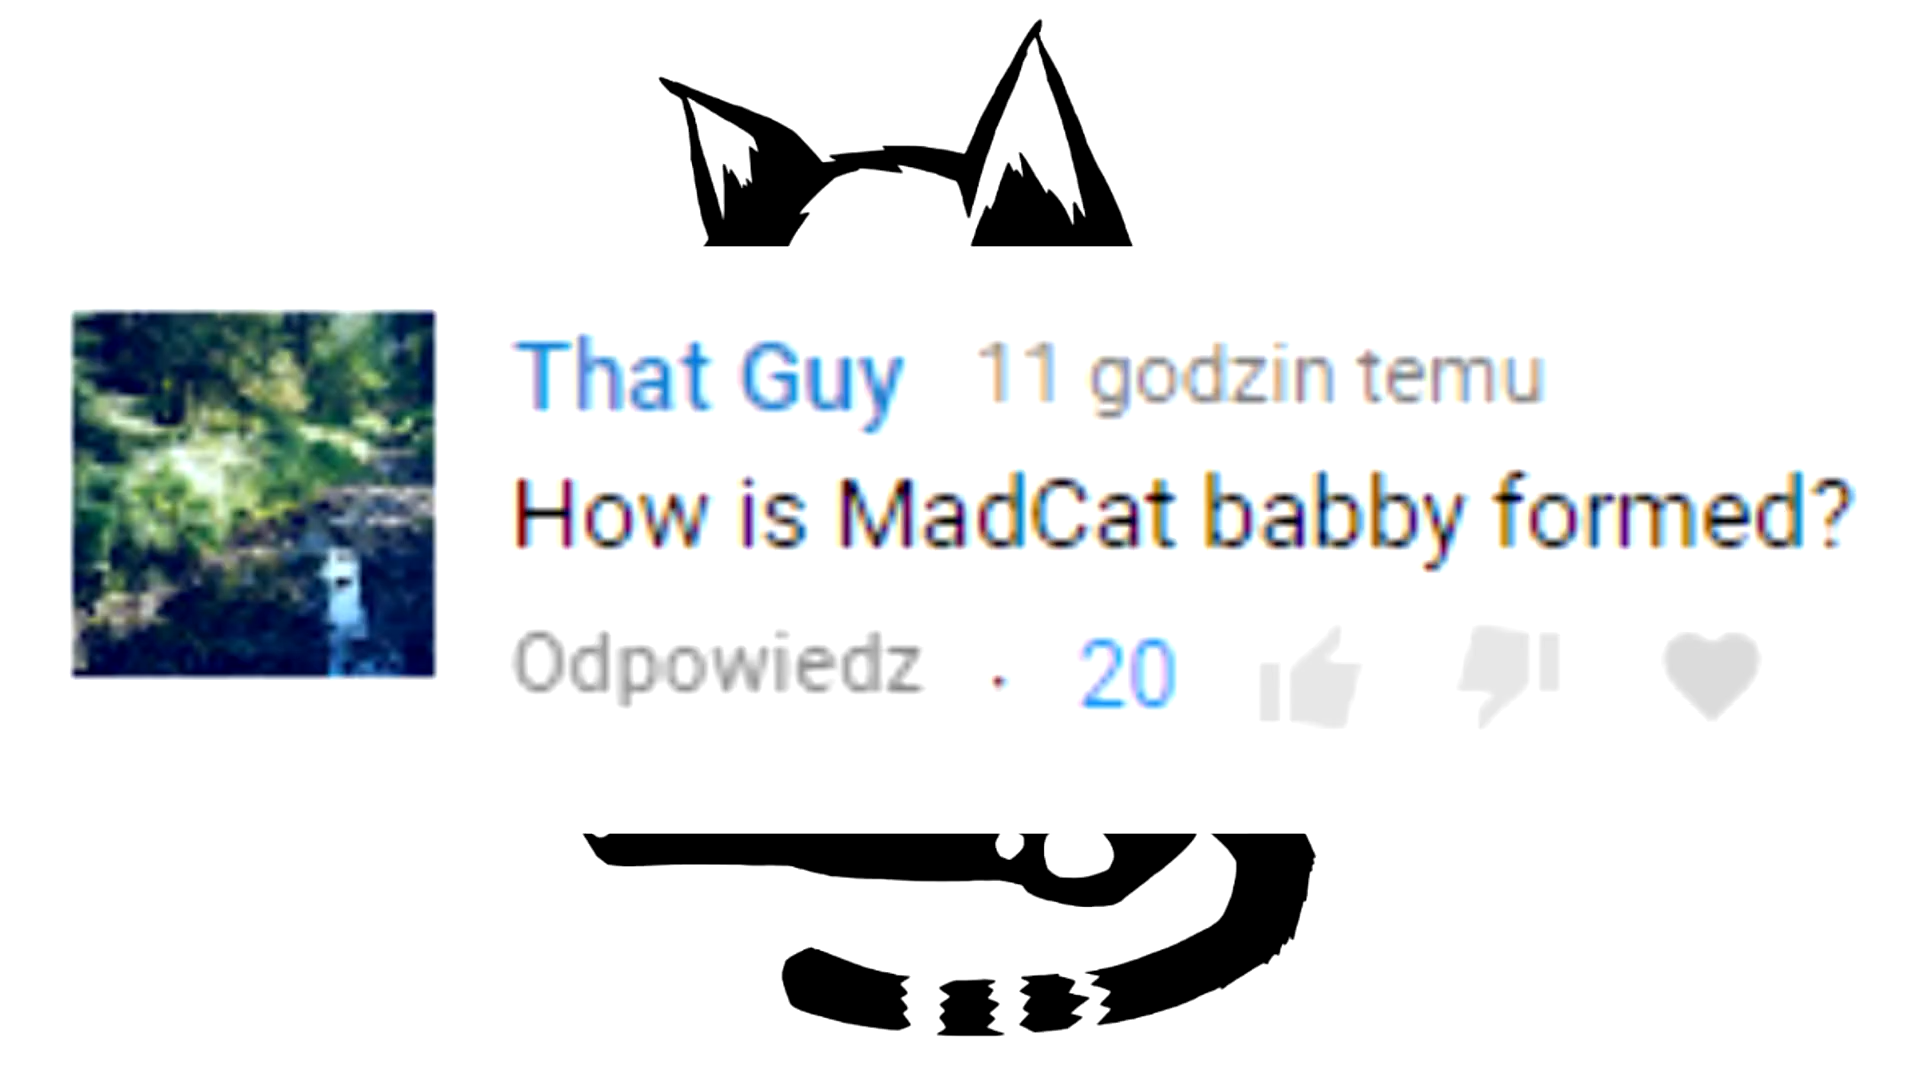 That Guy 11 godzin temu
How is MadCat babby formed?
Odpowiedz · 20